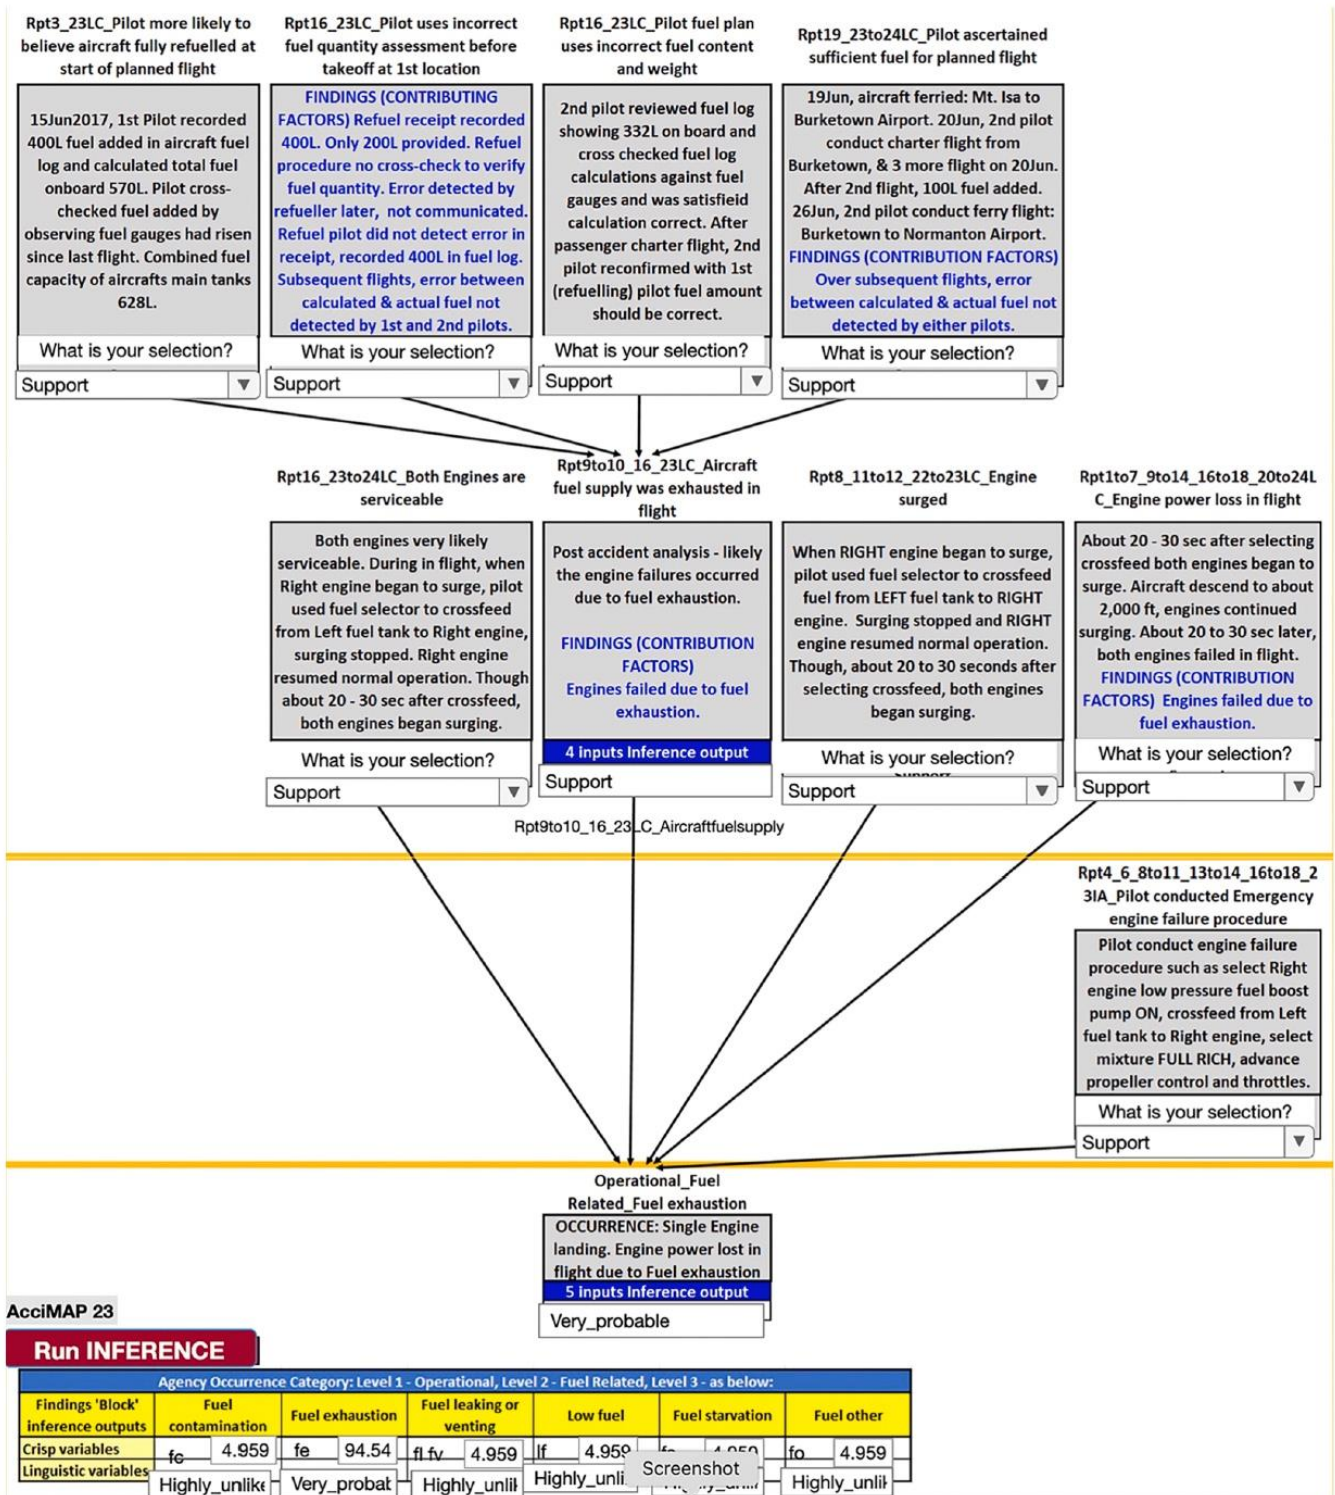 Rpt3_23LC_Pilot more likely to
believe aircraft fully refuelled at
start of planned flight
15Jun2017, 1st Pilot recorded
400L fuel added in aircraft fuel
log and calculated total fuel
onboard 570L. Pilot cross-
checked fuel added by
observing fuel gauges had risen
since last flight. Combined fuel
capacity of aircrafts main tanks
628L.
What is your selection?
Support
Rpt16_23LC_Pilot uses incorrect
fuel quantity assessment before
takeoff at 1st location
FINDINGS (CONTRIBUTING
FACTORS) Refuel receipt recorded
400L. Only 200L provided. Refuel
procedure no cross-check to verify
fuel quantity. Error detected by
refueller later, not communicated.
Refuel pilot did not detect error in
receipt, recorded 400L in fuel log.
Subsequent flights, error between
calculated & actual fuel not
detected by 1st and 2nd pilots.
What is your selection?
Support
Rpt16_23LC_Pilot fuel plan
uses incorrect fuel content
and weight
2nd pilot reviewed fuel log
showing 332L on board and
cross checked fuel log
calculations against fuel
gauges and was satisfieid
calculation correct. After
passenger charter flight, 2nd
pilot reconfirmed with 1st
(refuelling) pilot fuel amount
should be correct.
What is your selection?
Support
Rpt19_23to24LC_Pilot ascertained
sufficient fuel for planned flight
19Jun, aircraft ferried: Mt. Isa to
Burketown Airport. 20Jun, 2nd pilot
conduct charter flight from
Burketown, & 3 more flight on 20Jun.
After 2nd flight, 100L fuel added.
26Jun, 2nd pilot conduct ferry flight:
Burketown to Normanton Airport.
FINDINGS (CONTRIBUTION FACTORS)
Over subsequent flights, error
between calculated & actual fuel not
detected by either pilots.
What is your selection?
Support
Rpt16_23to24LC_Both Engines are
serviceable
Both engines very likely
serviceable. During in flight, when
Right engine began to surge, pilot
used fuel selector to crossfeed
from Left fuel tank to Right engine,
surging stopped. Right engine
resumed normal operation. Though
about 20 - 30 sec after crossfeed,
both engines began surging.
What is your selection?
Support
Rpt9to10_16_23LC_Aircraft
fuel supply was exhausted in
flight
Post accident analysis - likely
the engine failures occurred
due to fuel exhaustion.
FINDINGS (CONTRIBUTION
FACTORS)
Engines failed due to fuel
exhaustion.
4 inputs Inference output
Support
Rpt9to10_16_23LC_Aircraftfuelsupply
Rpt8_11to12_22to23LC_Engine
surged
When RIGHT engine began to surge,
pilot used fuel selector to crossfeed
fuel from LEFT fuel tank to RIGHT
engine. Surging stopped and RIGHT
engine resumed normal operation.
Though, about 20 to 30 seconds after
selecting crossfeed, both engines
began surging.
What is your selection?
Support
Rpt1to7_9to14_16to18_20to24L
C_Engine power loss in flight
About 20 - 30 sec after selecting
crossfeed both engines began to
surge. Aircraft descend to about
2,000 ft, engines continued
surging. About 20 to 30 sec later,
both engines failed in flight.
FINDINGS (CONTRIBUTION
FACTORS) Engines failed due to
fuel exhaustion.
What is your selection?
Support
Rpt4_6_8to11_13to14_16to18_2
3IA_Pilot conducted Emergency
engine failure procedure
Pilot conduct engine failure
procedure such as select Right
engine low pressure fuel boost
pump ON, crossfeed from Left
fuel tank to Right engine, select
mixture FULL RICH, advance
propeller control and throttles.
What is your selection?
Support
Operational_Fuel
Related_Fuel exhaustion
OCCURRENCE: Single Engine
landing. Engine power lost in
flight due to Fuel exhaustion
5 inputs Inference output
Very_probable
AcciMAP 23
Run INFERENCE
Agency Occurrence Category: Level 1 - Operational, Level 2 - Fuel Related, Level 3 - as below:
Findings 'Block' inference outputs Fuel contamination Fuel exhaustion Fuel leaking or venting Low fuel Fuel starvation Fuel other
Crisp variables fc 4.959 fe 94.54 fl fv 4.959 lf 4.959 fo 4.959
Linguistic variables Highly_unlike Very_probat Highly_unlil Highly_unli Highly_unlil
Screenshot